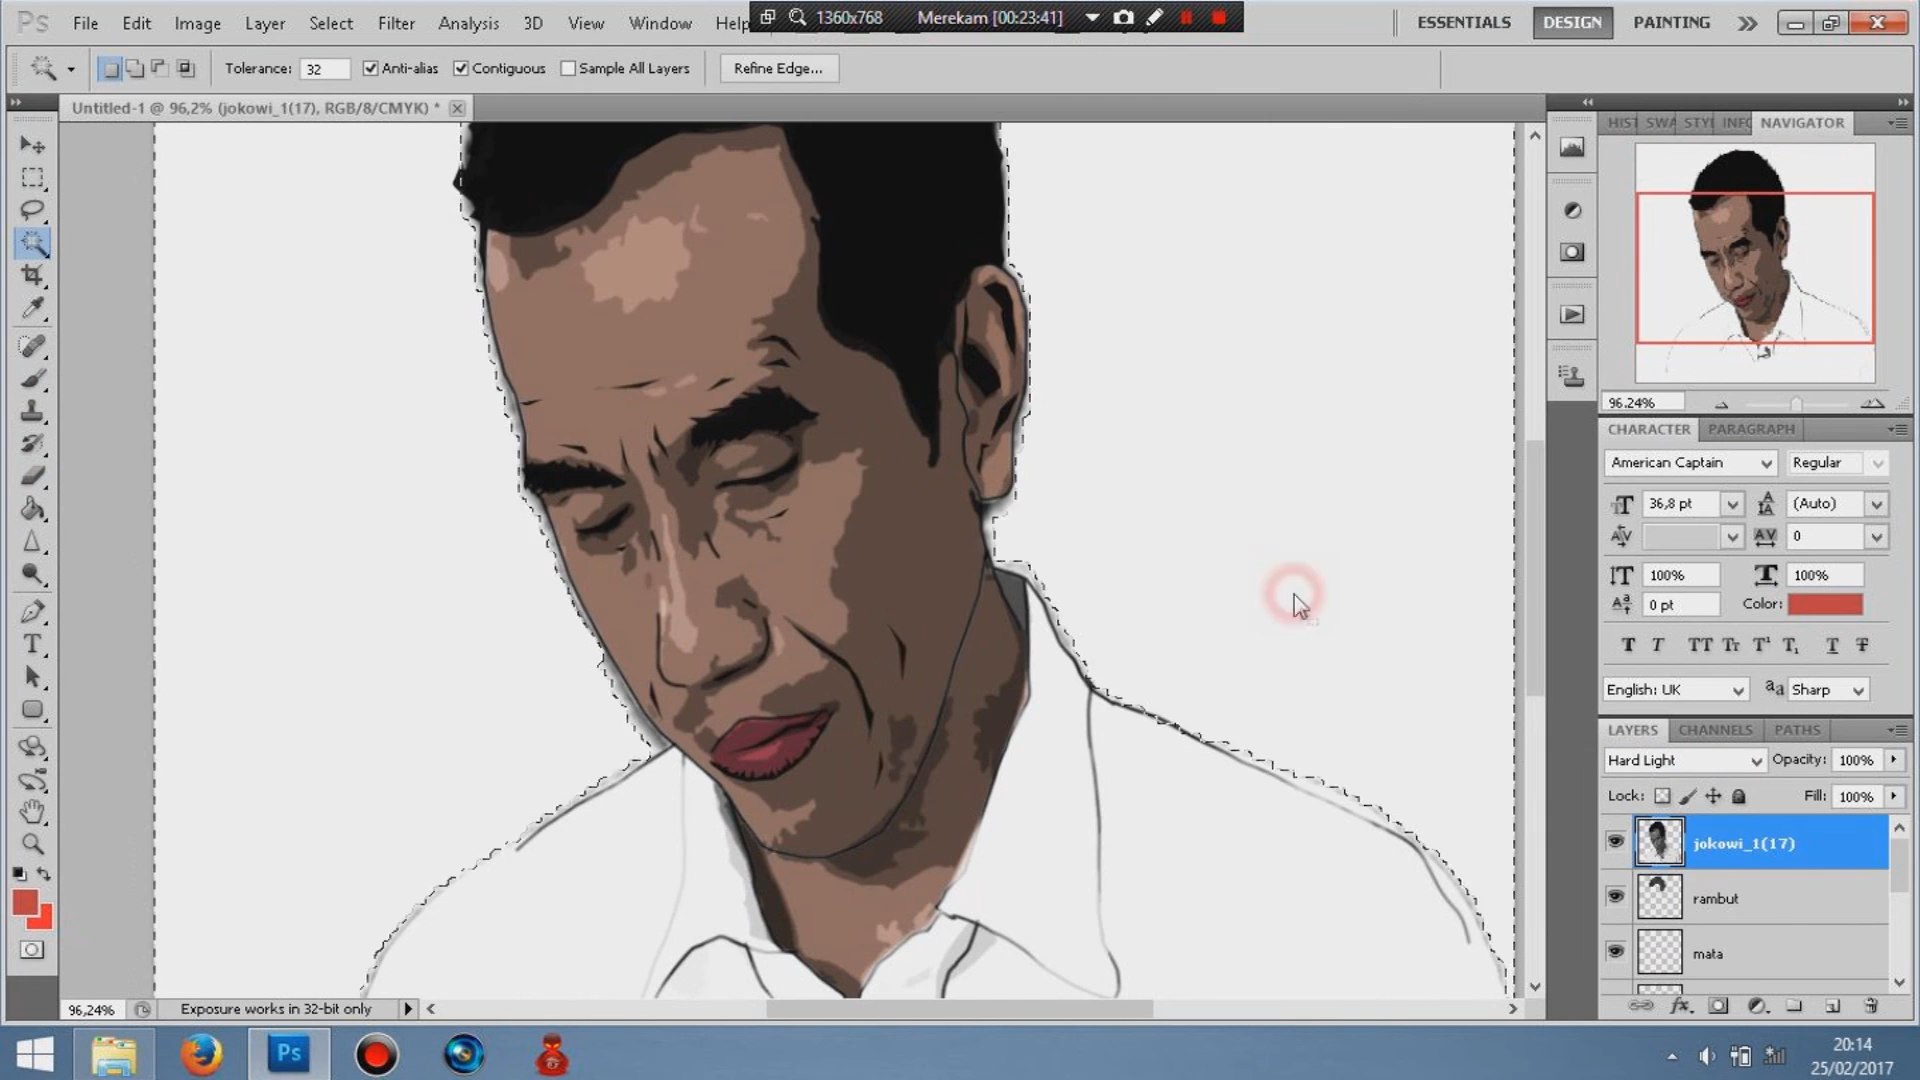 Ps File Edit Image Layer Select Filter Analysis 3D View Window Help 1360x768 Merekam [00:23:41] ESSENTIALS DESIGN PAINTING
Tolerance: 32 Anti-alias Contiguous Sample All Layers Refine Edge...
Untitled-1 @ 96,2% (jokowi_1(17), RGB/8/CMYK) *
INFO NAVIGATOR
96.24%
CHARACTER PARAGRAPH
American Captain Regular
36,8 pt (Auto)
0
100% 100%
0 pt Color:
English: UK Sharp
LAYERS CHANNELS PATHS
Hard Light Opacity: 100%
Lock: Fill: 100%
jokowi_1(17)
rambut
mata
96,24% Exposure works in 32-bit only
Ps
20:14
25/02/2017